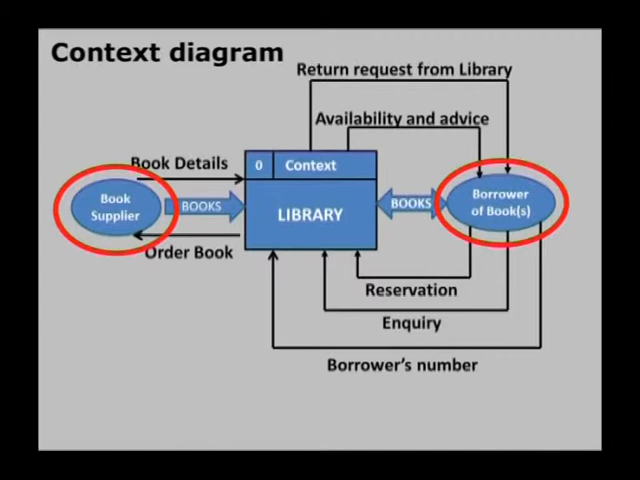 Context diagram
Return request from Library
Availability and advice
Book Details
0 Context
Book
Supplier
BOOKS
LIBRARY
BOOKS
Borrower
of Book(s)
Order Book
Reservation
Enquiry
Borrower's number